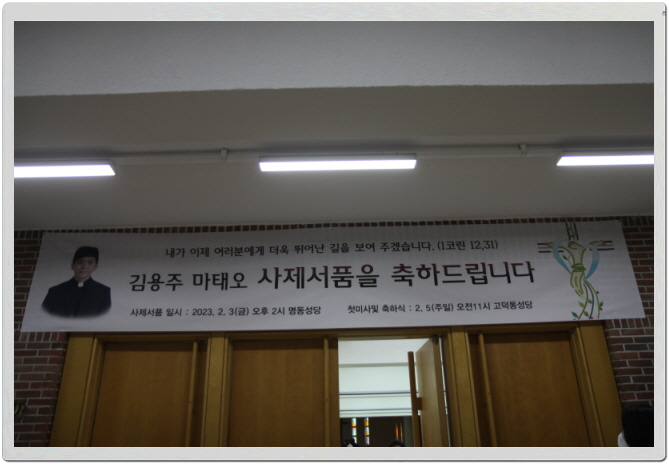 내가 이제 여러분에게 더욱 뛰어난 길을 보여 주겠습니다.(1코린 12,31)
김용주 마태오 사제서품을 축하드립니다
사제서품 일시 : 2023. 2. 3(금) 오후 2시 명동성당 첫미사및 축하식 : 2. 5(주일) 오전11시 고덕동성당